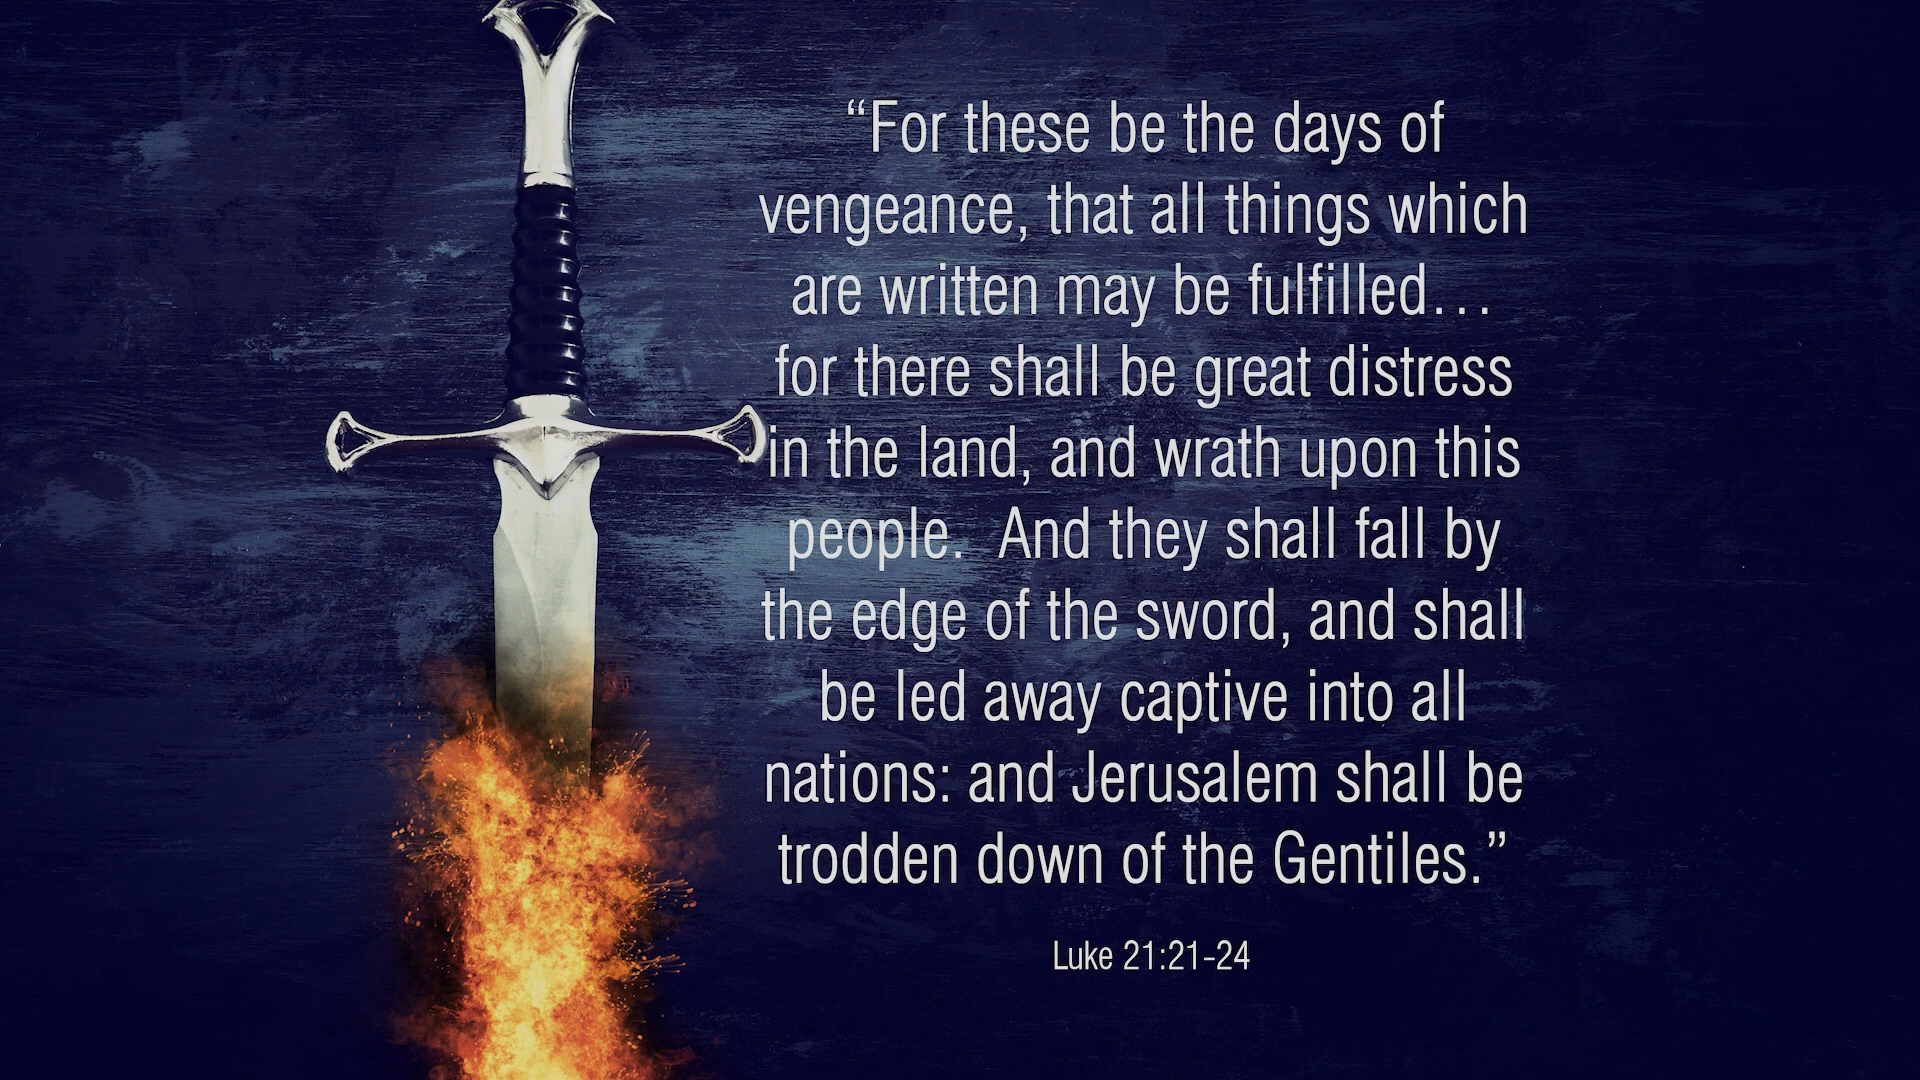 “For these be the days of
vengeance, that all things which
are written may be fulfilled…
for there shall be great distress
in the land, and wrath upon this
people.  And they shall fall by
the edge of the sword, and shall
be led away captive into all
nations: and Jerusalem shall be
trodden down of the Gentiles.”
Luke 21:21-24